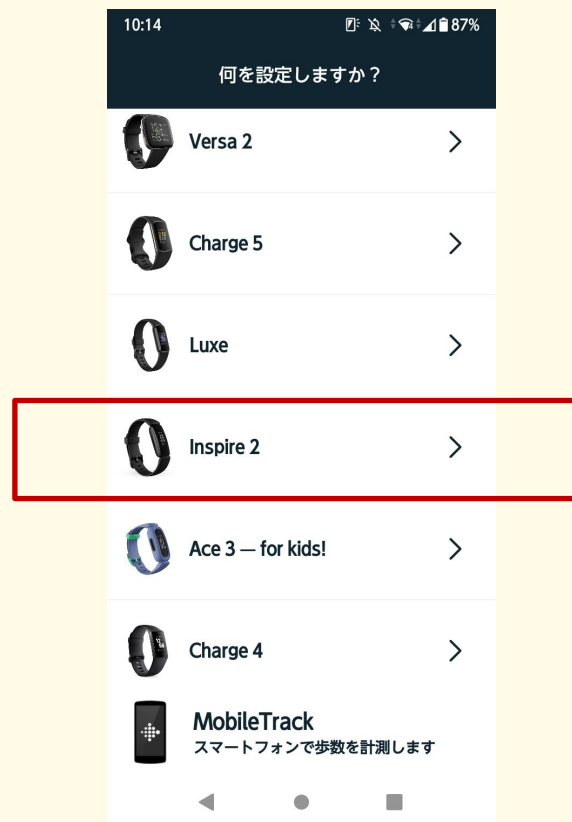 10:14
87%
何を設定しますか？
Versa 2
Charge 5
Luxe
Inspire 2
Ace 3 — for kids!
Charge 4
MobileTrack
スマートフォンで歩数を計測します